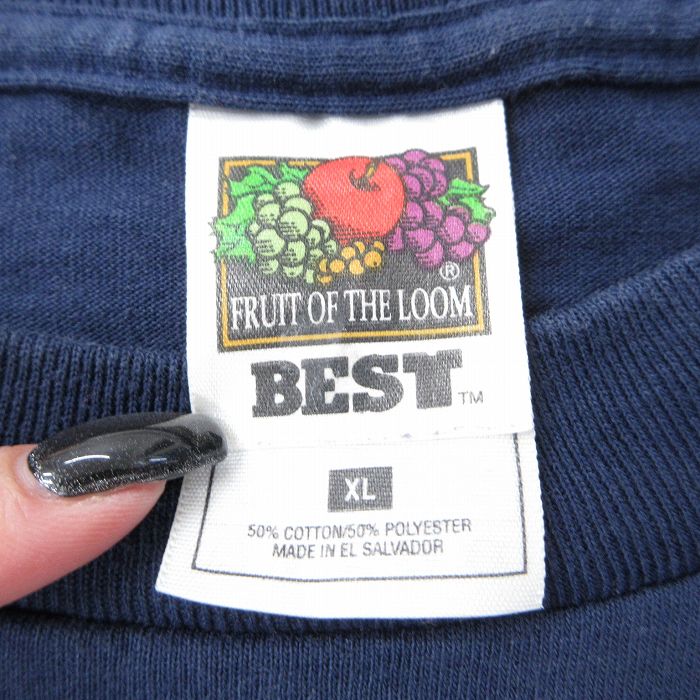 ®
FRUIT OF THE LOOM
BEST™
XL
50% COTTON/50% POLYESTER
MADE IN EL SALVADOR